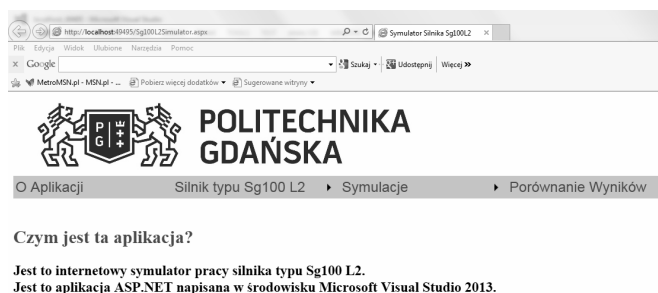 http://localhost:49495/Sg100L2Simulator.aspx
Symulator Silnika Sg100L2 ×
Plik Edycja Widok Ulubione Narzędzia Pomoc
x Google Szukaj Udostępnij Więcej »
MetroMSN.pl - MSN.pl - ... Pobierz więcej dodatków Sugerowane witryny
PG
POLITECHNIKA
GDAŃSKA
O Aplikacji Silnik typu Sg100 L2 Symulacje Porównanie Wyników
Czym jest ta aplikacja?
Jest to internetowy symulator pracy silnika typu Sg100 L2.
Jest to aplikacja ASP.NET napisana w środowisku Microsoft Visual Studio 2013.